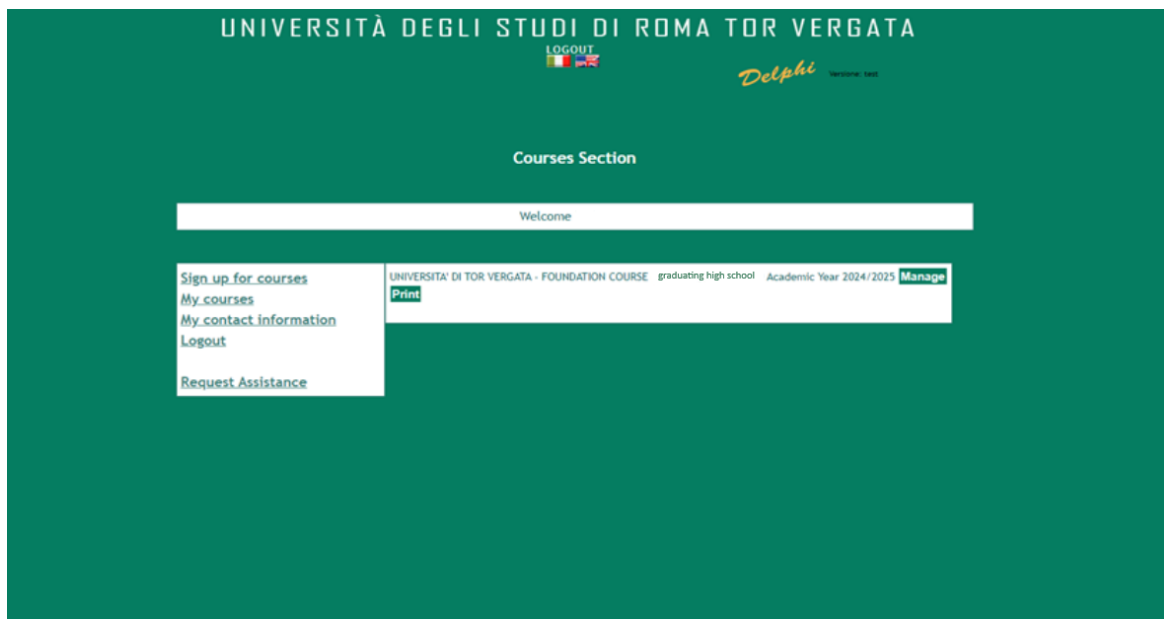 UNIVERSITÀ DEGLI STUDI DI ROMA TOR VERGATA
LOGOUT
Delphi Versione: test
Courses Section
Welcome
Sign up for courses
My courses
My contact information
Logout
Request Assistance
UNIVERSITA' DI TOR VERGATA - FOUNDATION COURSE graduating high school Academic Year 2024/2025 Manage
Print